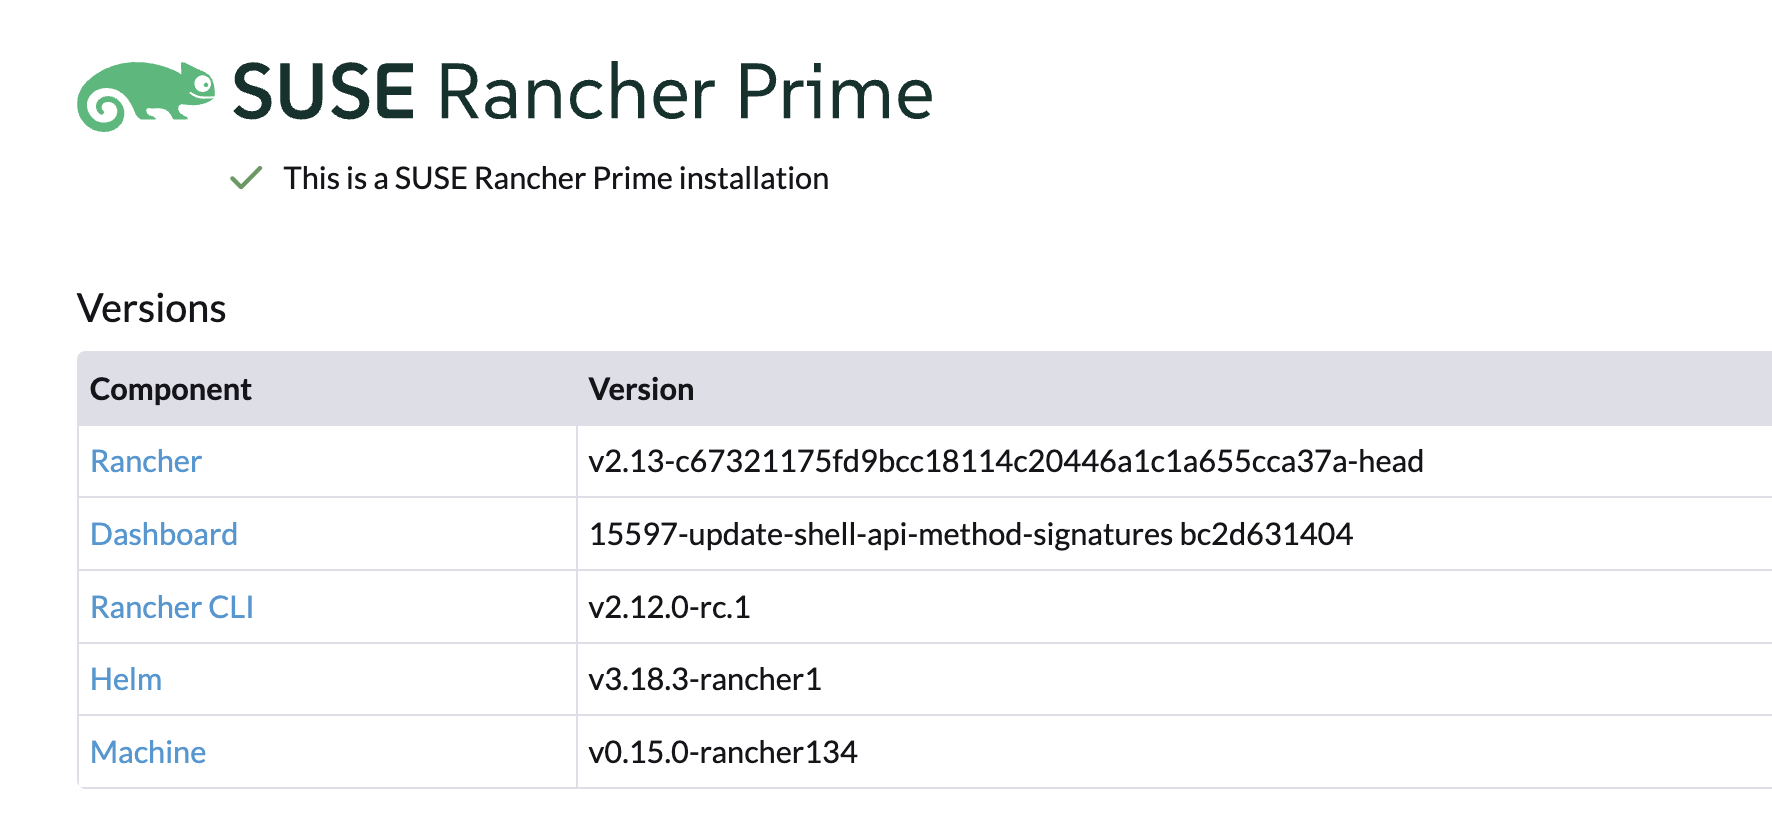 SUSE Rancher Prime
This is a SUSE Rancher Prime installation
Versions
Component Version
Rancher v2.13-c67321175fd9bcc18114c20446a1c1a655cca37a-head
Dashboard 15597-update-shell-api-method-signatures bc2d631404
Rancher CLI v2.12.0-rc.1
Helm v3.18.3-rancher1
Machine v0.15.0-rancher134